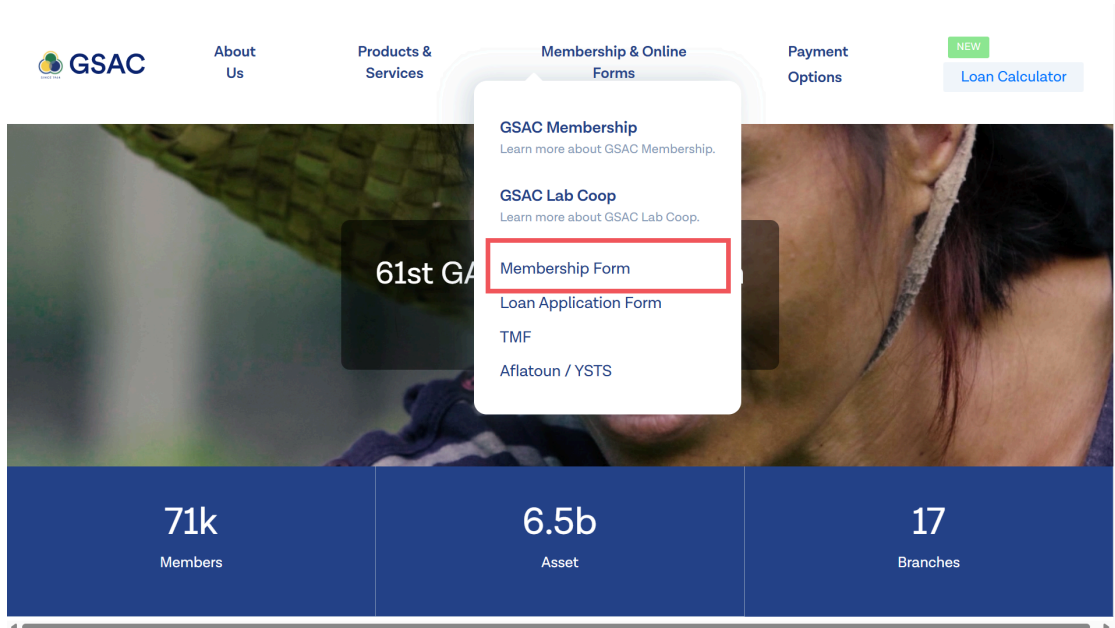 GSAC
About
Us
Products &
Services
Membership & Online
Forms
Payment
Options
NEW
Loan Calculator
GSAC Membership
Learn more about GSAC Membership.
GSAC Lab Coop
Learn more about GSAC Lab Coop.
61st
Membership Form
Loan Application Form
TMF
Aflatoun / YSTS
71k
Members
6.5b
Asset
17
Branches